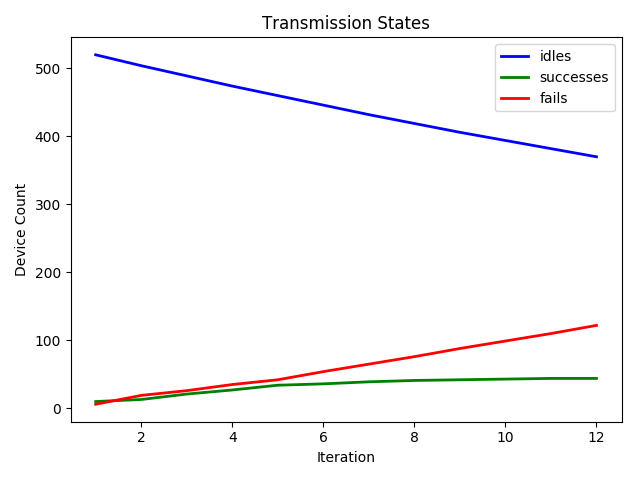 Transmission States
idles
successes
fails
Device Count
500
400
300
200
100
0
2 4 6 8 10 12
Iteration